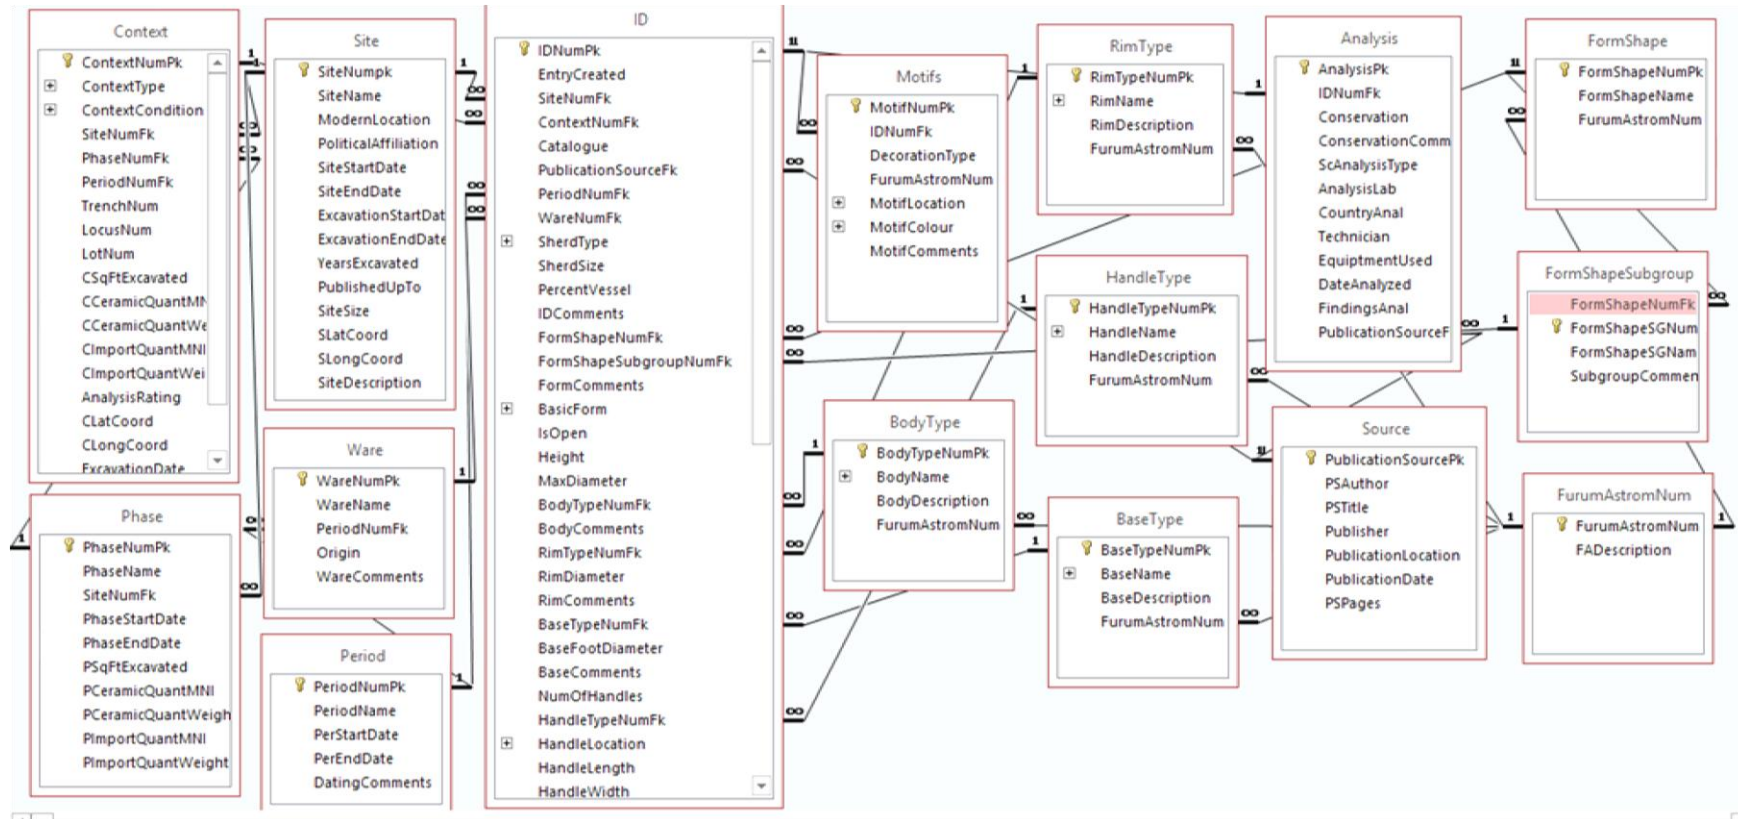 Context
ContextNumPk
ContextType
ContextCondition
SiteNumFk
PhaseNumFk
PeriodNumFk
TrenchNum
LocusNum
LotNum
CSqFtExcavated
CCeramicQuantMN
CCeramicQuantWe
CImportQuantMNI
CImportQuantWei
AnalysisRating
CLatCoord
CLongCoord
ExcavationDate
Phase
PhaseNumPk
PhaseName
SiteNumFk
PhaseStartDate
PhaseEndDate
PSqFtExcavated
PCeramicQuantMNI
PCeramicQuantWeigh
PImportQuantMNI
PImportQuantWeight
Site
SiteNumpk
SiteName
ModernLocation
PoliticalAffiliation
SiteStartDate
SiteEndDate
ExcavationStartDat
ExcavationEndDate
YearsExcavated
PublishedUpTo
SiteSize
SLatCoord
SLongCoord
SiteDescription
Ware
WareNumPk
WareName
PeriodNumFk
Origin
WareComments
Period
PeriodNumPk
PeriodName
PerStartDate
PerEndDate
DatingComments
ID
IDNumPk
EntryCreated
SiteNumFk
ContextNumFk
Catalogue
PublicationSourceFk
PeriodNumFk
WareNumFk
SherdType
SherdSize
PercentVessel
IDComments
FormShapeNumFk
FormShapeSubgroupNumFk
FormComments
BasicForm
IsOpen
Height
MaxDiameter
BodyTypeNumFk
BodyComments
RimTypeNumFk
RimDiameter
RimComments
BaseTypeNumFk
BaseFootDiameter
BaseComments
NumOfHandles
HandleTypeNumFk
HandleLocation
HandleLength
HandleWidth
Motifs
MotifNumPk
IDNumFk
DecorationType
FurumAstromNum
MotifLocation
MotifColour
MotifComments
BodyType
BodyTypeNumPk
BodyName
BodyDescription
FurumAstromNum
RimType
RimTypeNumPk
RimName
RimDescription
FurumAstromNum
HandleType
HandleTypeNumPk
HandleName
HandleDescription
FurumAstromNum
BaseType
BaseTypeNumPk
BaseName
BaseDescription
FurumAstromNum
Analysis
AnalysisPk
IDNumFk
Conservation
ConservationComm
ScAnalysisType
AnalysisLab
CountryAnal
Technician
EquiptmentUsed
DateAnalyzed
FindingsAnal
PublicationSourceF
Source
PublicationSourcePk
PSAuthor
PSTitle
Publisher
PublicationLocation
PublicationDate
PSPages
FormShape
FormShapeNumPk
FormShapeName
FurumAstromNum
FormShapeSubgroup
FormShapeNumFk
FormShapeSGNum
FormShapeSGNam
SubgroupCommen
FurumAstromNum
FurumAstromNum
FADescription